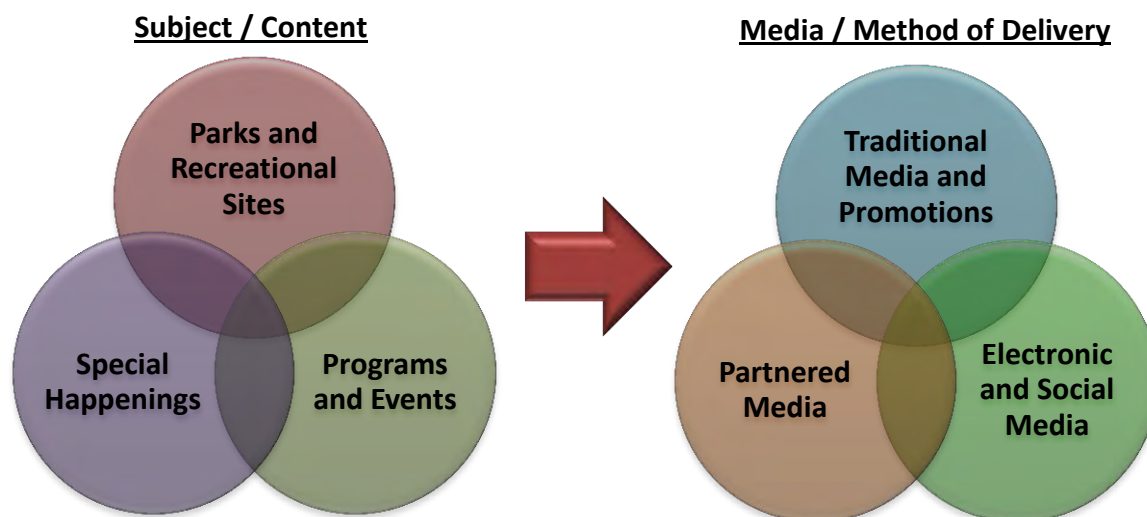 Subject / Content
Parks and
Recreational
Sites
Special
Happenings
Programs
and Events
Media / Method of Delivery
Traditional
Media and
Promotions
Partnered
Media
Electronic
and Social
Media